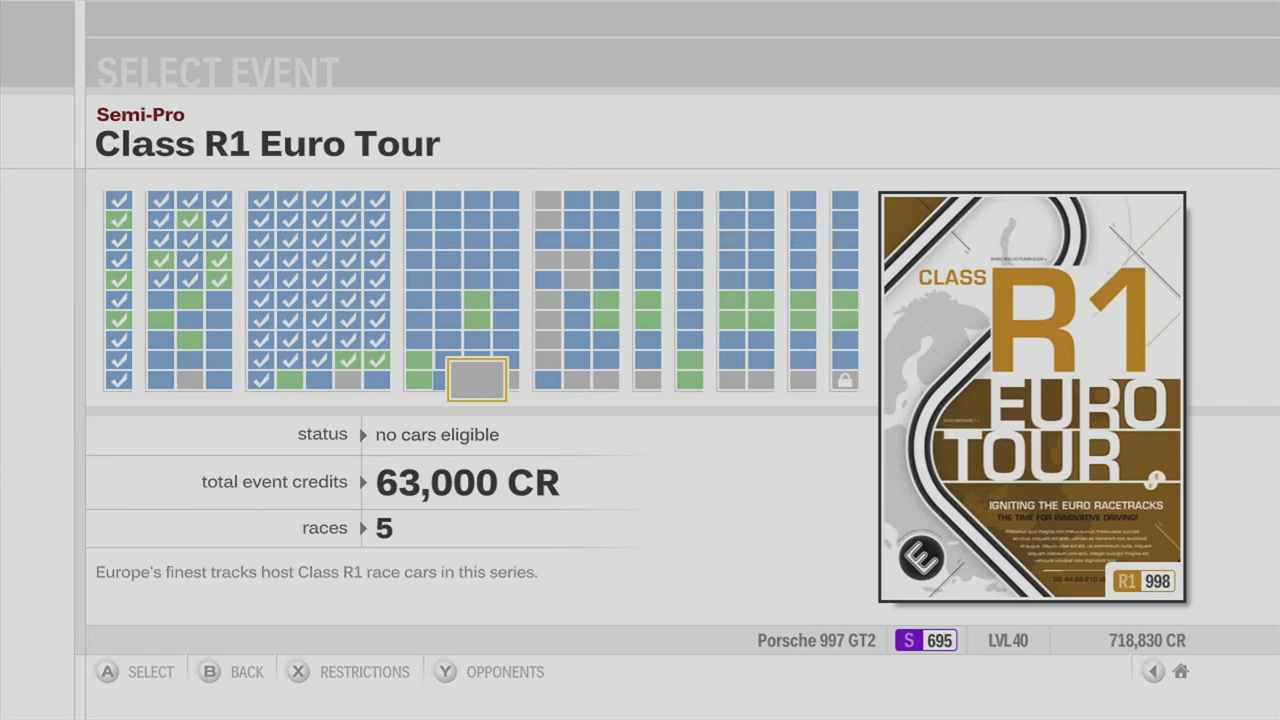 SELECT EVENT
Semi-Pro
Class R1 Euro Tour
CLASS
R1
EURO
TOUR
IGNITING THE EURO RACETRACKS
THE TIME FOR INNOVATIVE DRIVING!
E
R1 998
status no cars eligible
total event credits 63,000 CR
races 5
Europe's finest tracks host Class R1 race cars in this series.
Porsche 997 GT2 S 695 LVL 40 718,830 CR
A SELECT B BACK X RESTRICTIONS Y OPPONENTS